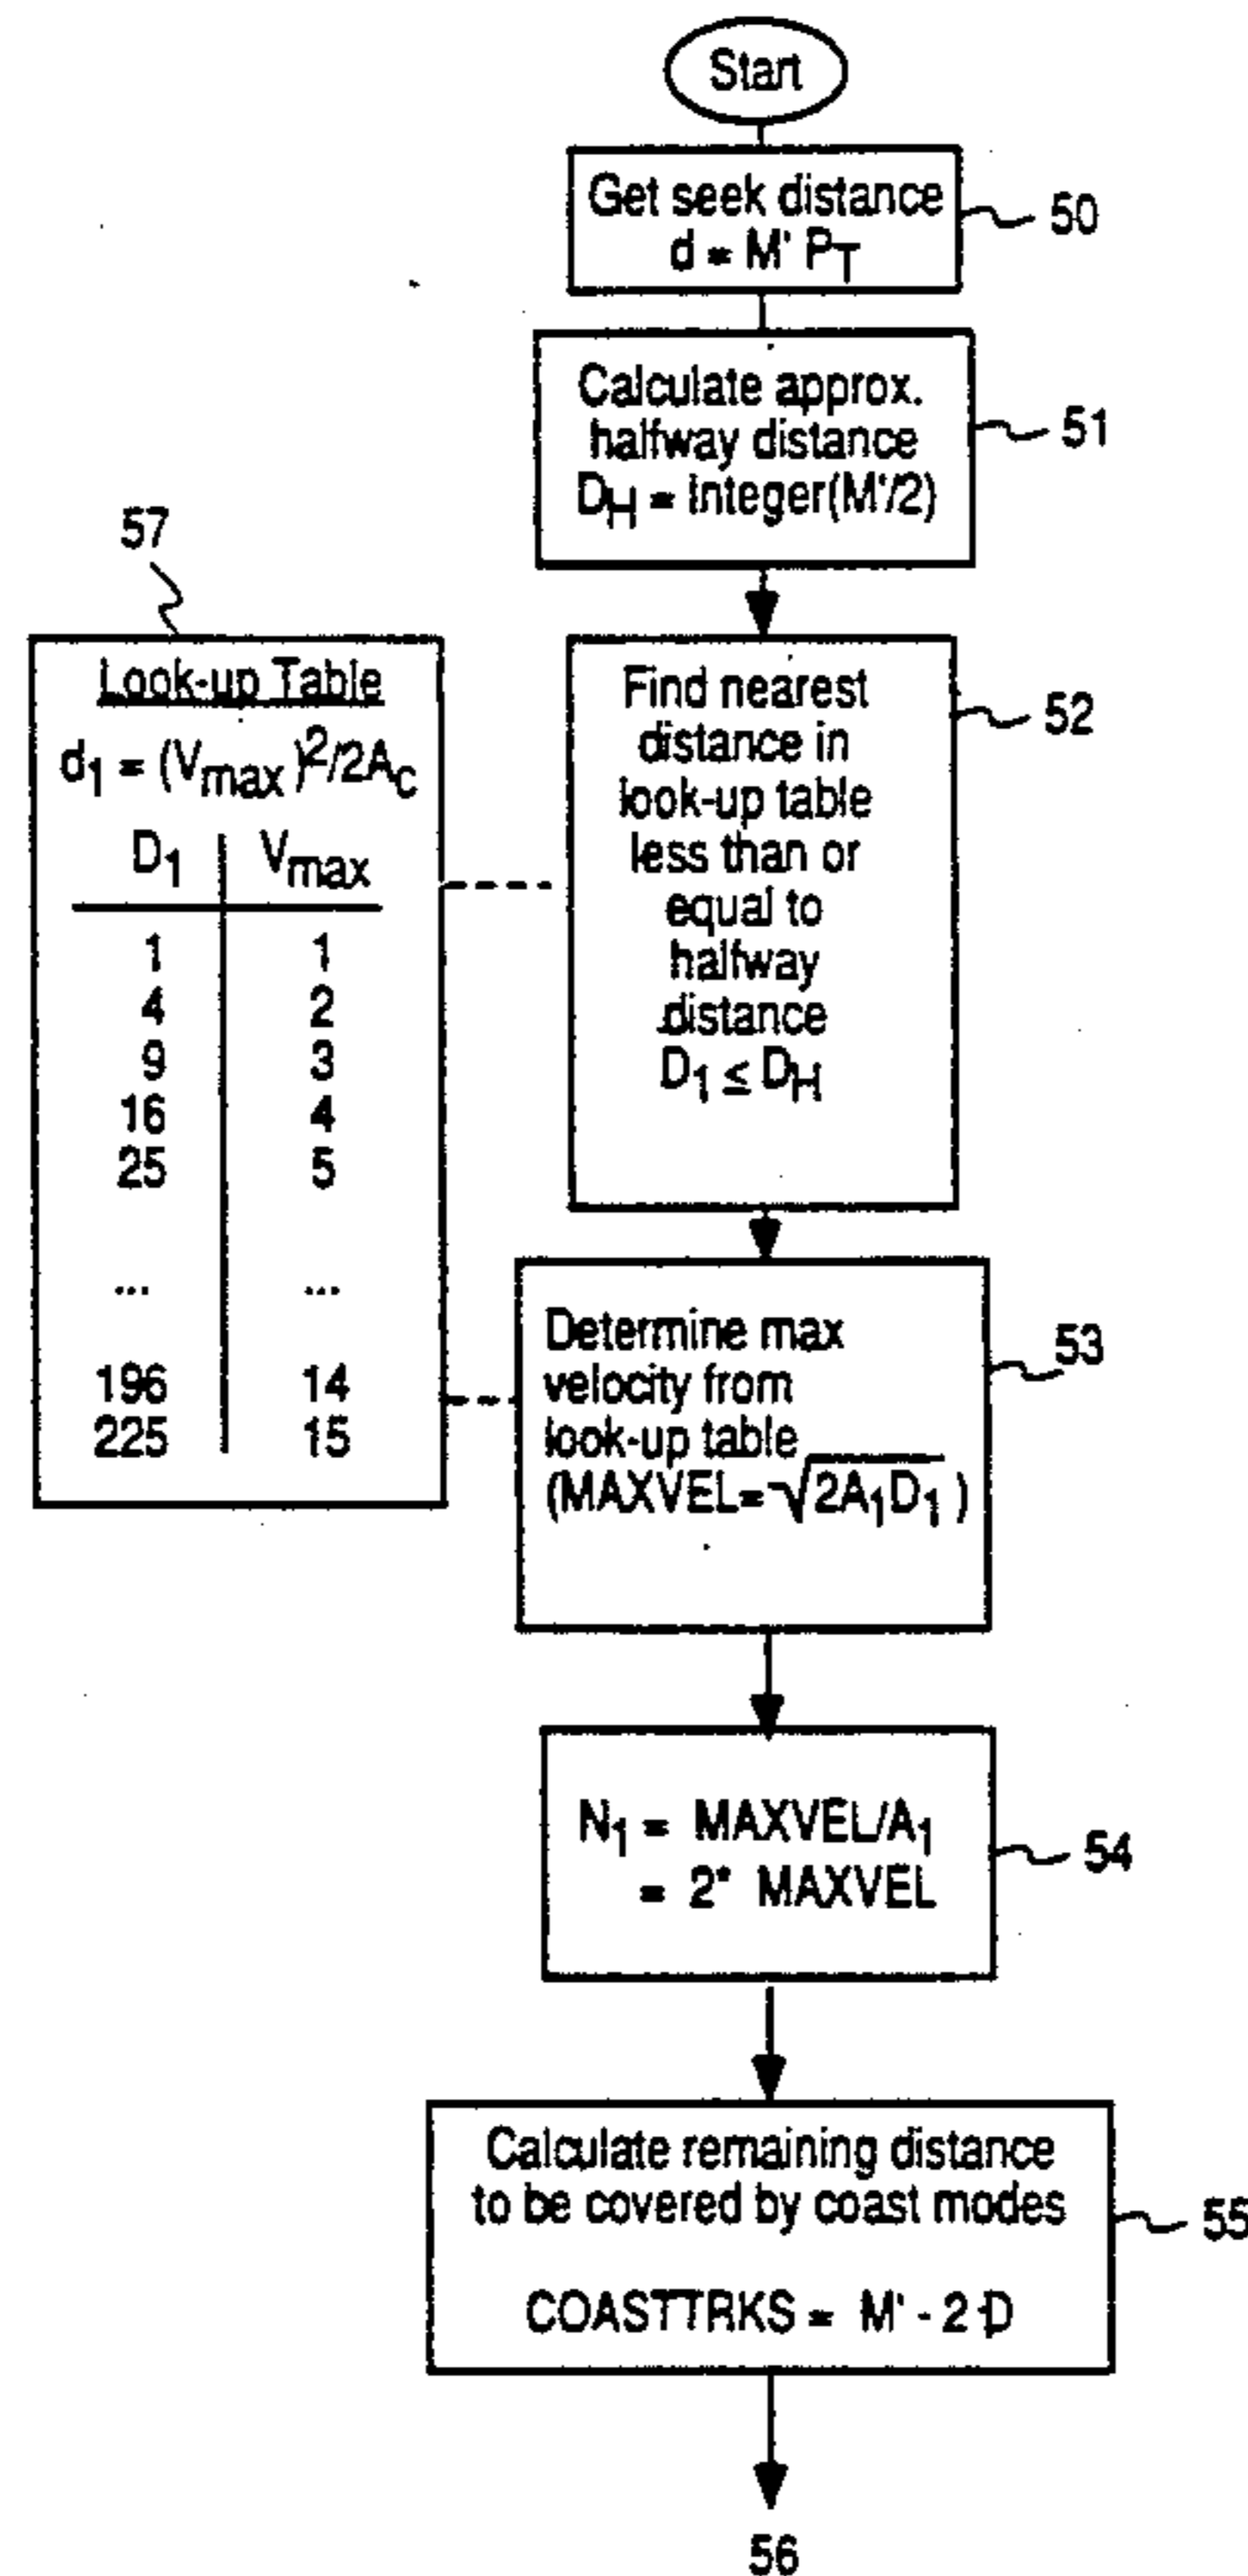 Start
Get seek distance
d = M' P_T
50
Calculate approx.
halfway distance
D_H = Integer(M'/2)
51
57
Look-up Table
d_1 = (V_max)^2/2A_c
D_1 V_max
1 1
4 2
9 3
16 4
25 5
... ...
196 14
225 15
Find nearest
distance in
look-up table
less than or
equal to
halfway
distance
D_1 ≤ D_H
52
Determine max
velocity from
look-up table
(MAXVEL=√2A_1D_1)
53
N_1 = MAXVEL/A_1
= 2* MAXVEL
54
Calculate remaining distance
to be covered by coast modes
COASTTRKS = M' - 2 D
55
56